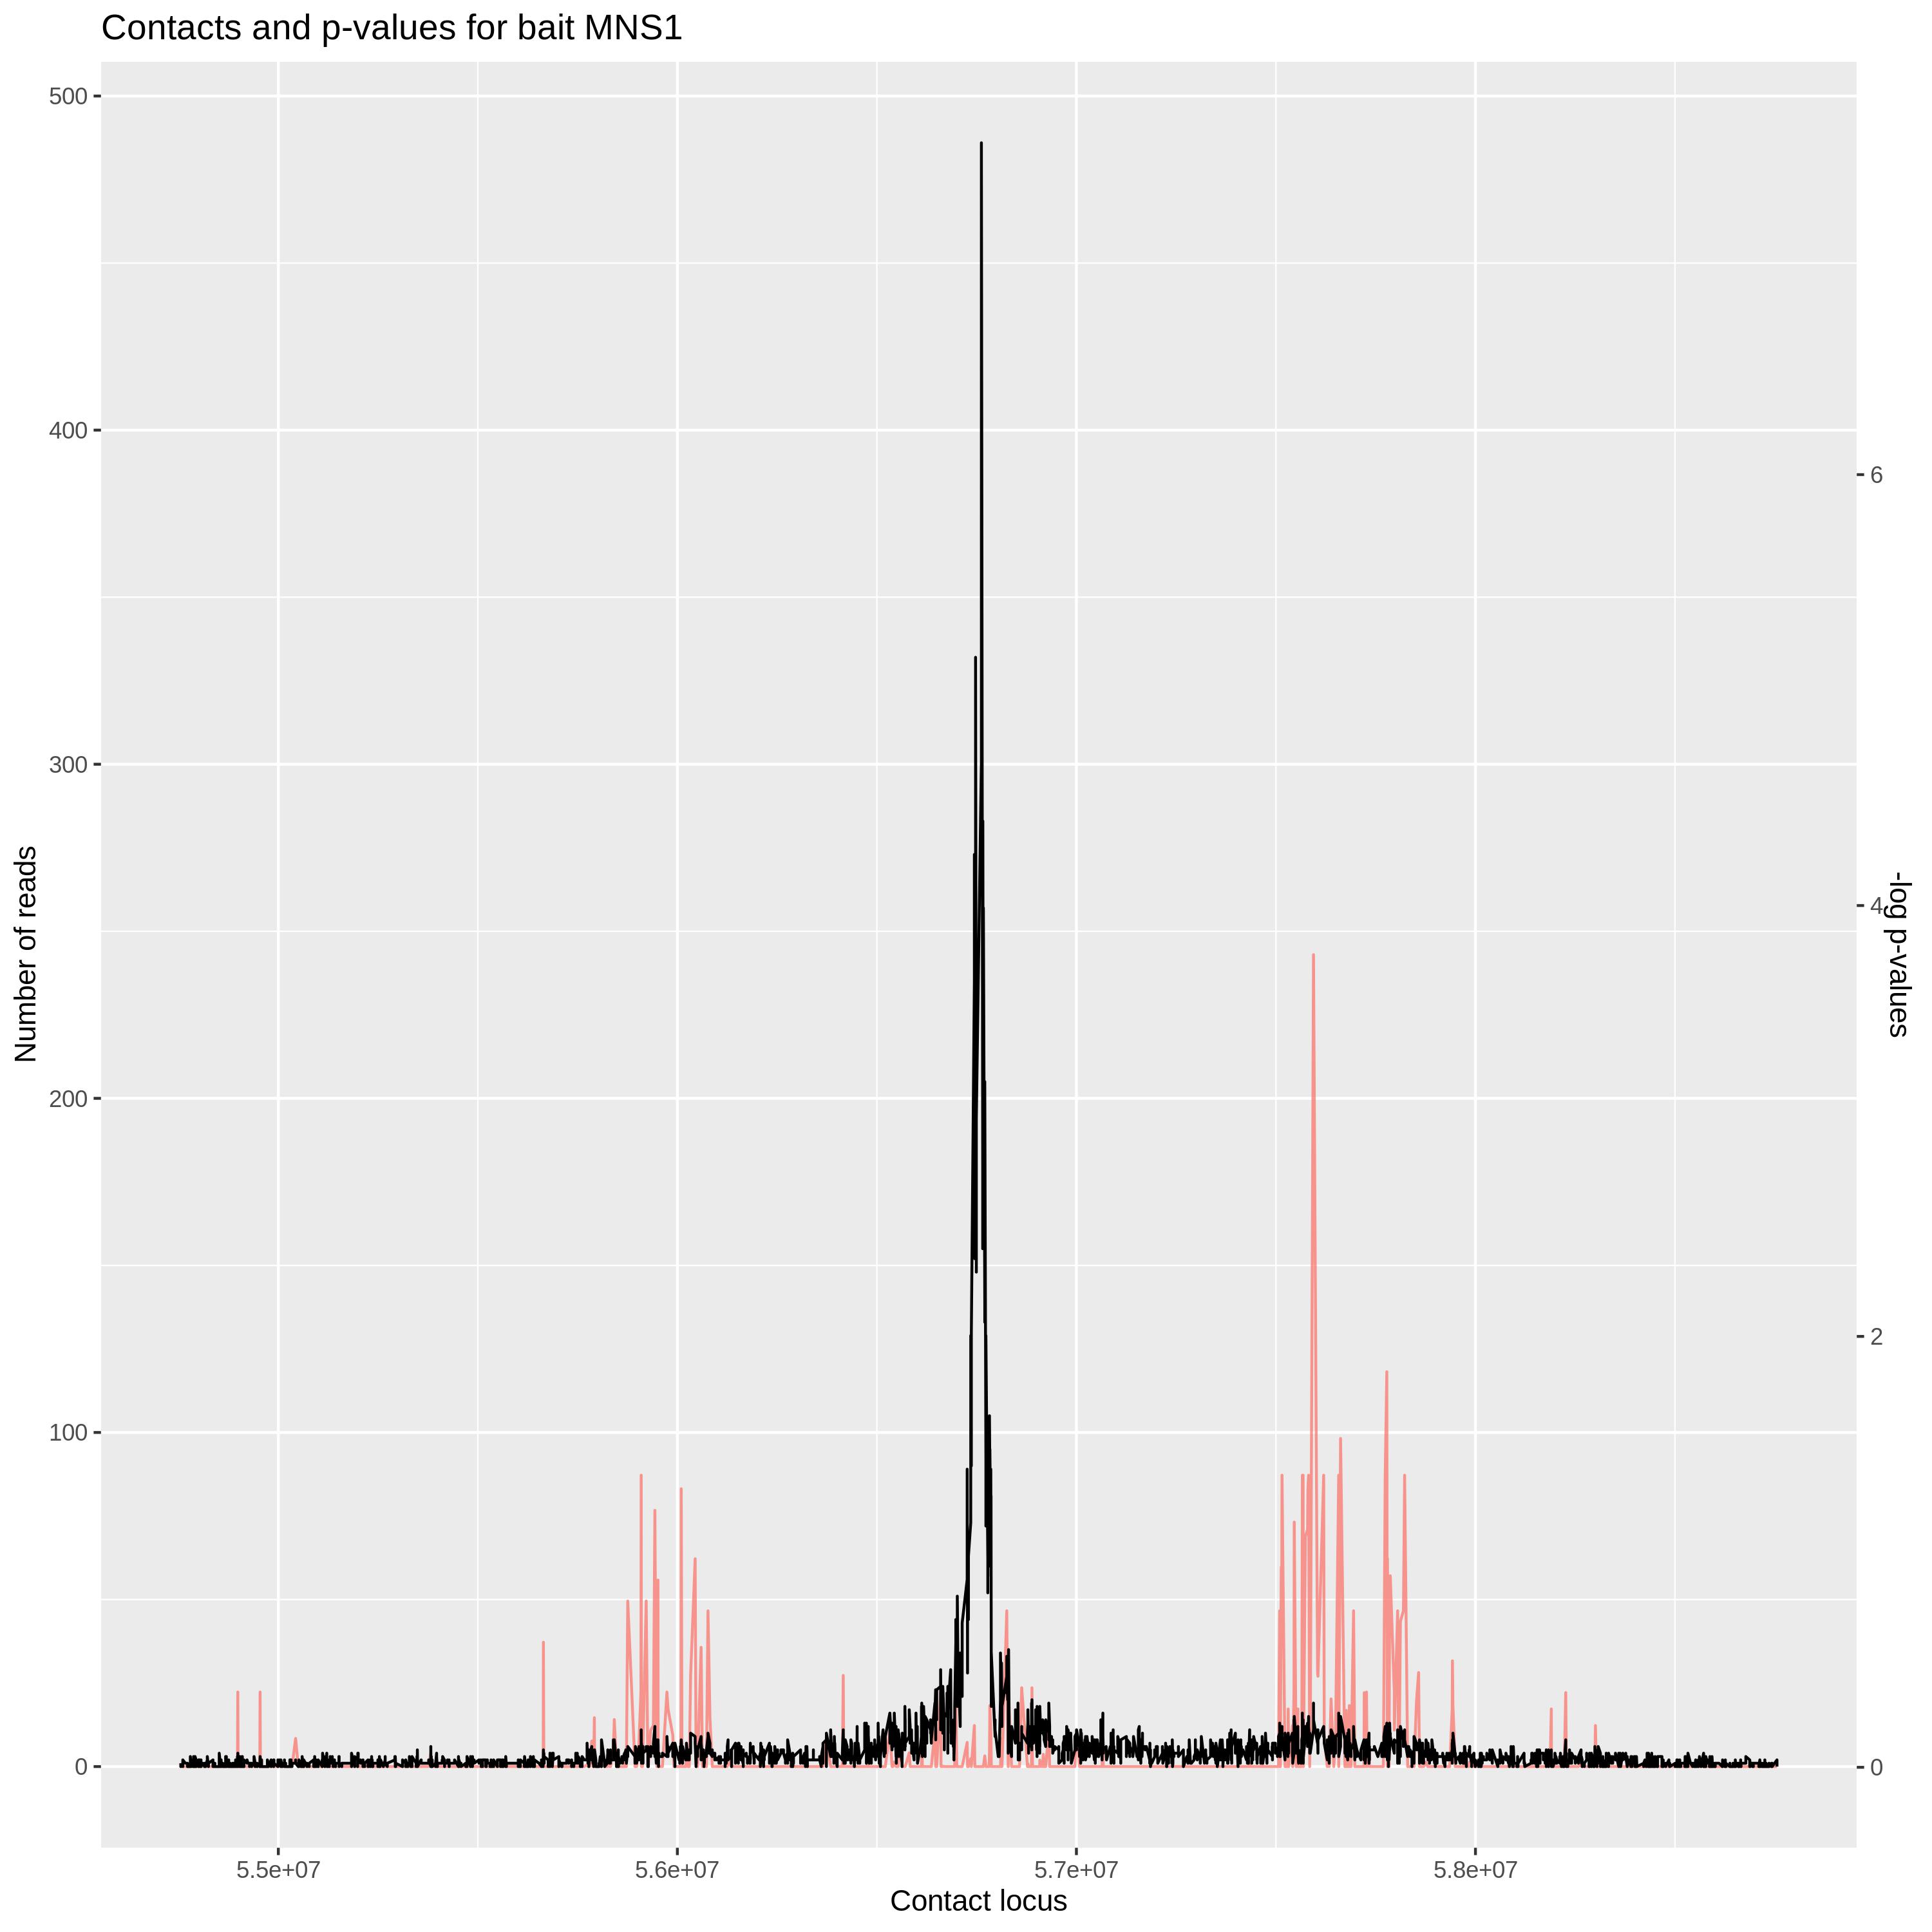 Contacts and p-values for bait MNS1
500
400
300
200
100
0
Number of reads
6
4
2
0
-log p-values
5.5e+07
5.6e+07
5.7e+07
5.8e+07
Contact locus